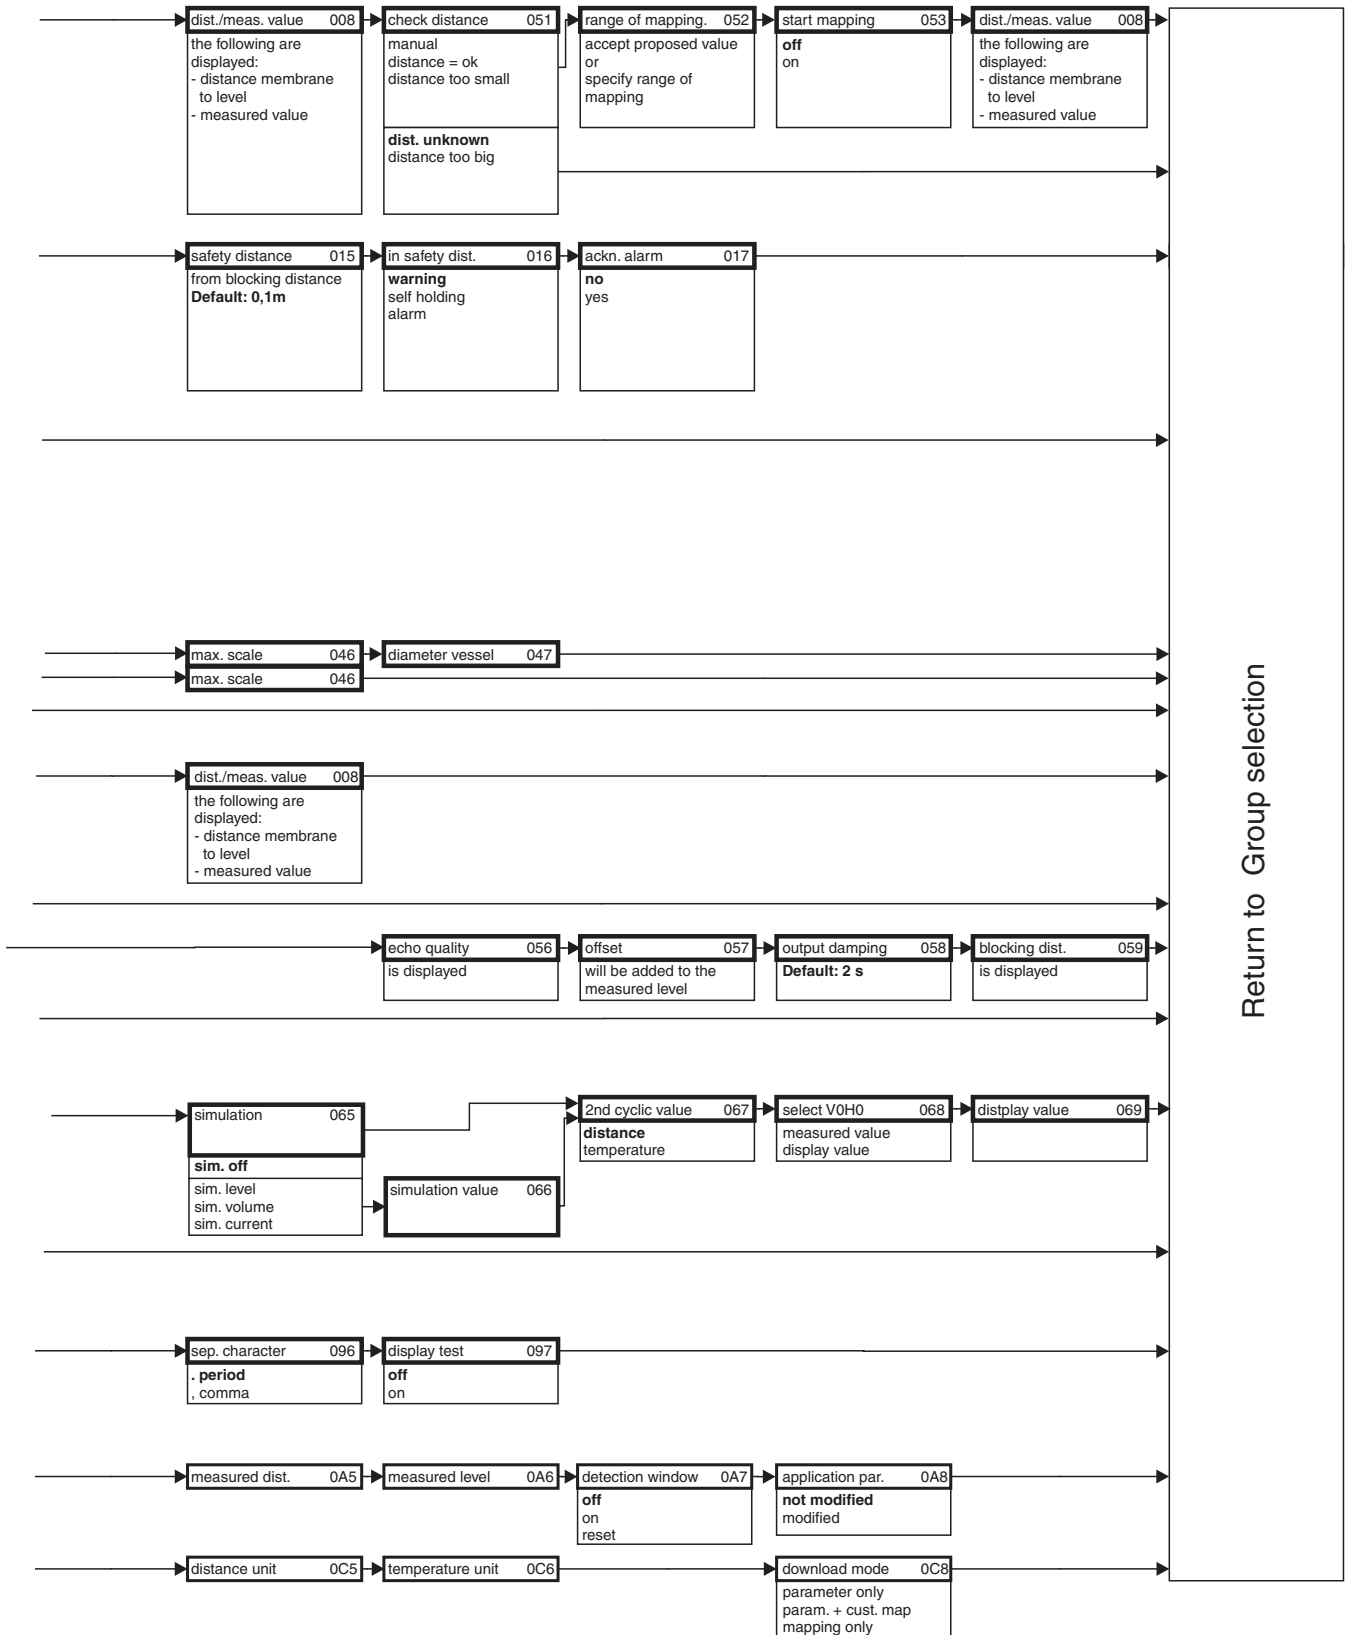 dist./meas. value 008
the following are
displayed:
- distance membrane
to level
- measured value
check distance 051
manual
distance = ok
distance too small
dist. unknown
distance too big
range of mapping. 052
accept proposed value
or
specify range of
mapping
start mapping 053
off
on
dist./meas. value 008
the following are
displayed:
- distance membrane
to level
- measured value
safety distance 015
from blocking distance
Default: 0,1m
in safety dist. 016
warning
self holding
alarm
ackn. alarm 017
no
yes
max. scale 046
diameter vessel 047
max. scale 046
dist./meas. value 008
the following are
displayed:
- distance membrane
to level
- measured value
echo quality 056
is displayed
offset 057
will be added to the
measured level
output damping 058
Default: 2 s
blocking dist. 059
is displayed
simulation 065
sim. off
sim. level
sim. volume
sim. current
simulation value 066
2nd cyclic value 067
distance
temperature
select V0H0 068
measured value
display value
distplay value 069
sep. character 096
. period
, comma
display test 097
off
on
measured dist. 0A5
measured level 0A6
detection window 0A7
off
on
reset
application par. 0A8
not modified
modified
distance unit 0C5
temperature unit 0C6
download mode 0C8
parameter only
param. + cust. map
mapping only
Return to Group selection